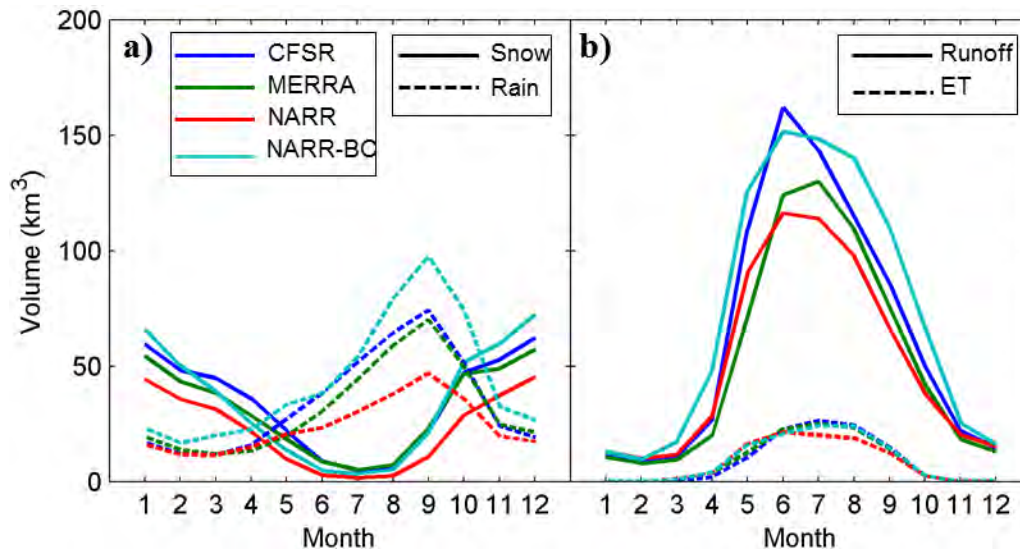 200
150
100
50
0
Volume (km3)
a)
CFSR
MERRA
NARR
NARR-BC
Snow
Rain
1 2 3 4 5 6 7 8 9 10 11 12
Month
b)
Runoff
ET
1 2 3 4 5 6 7 8 9 10 11 12
Month